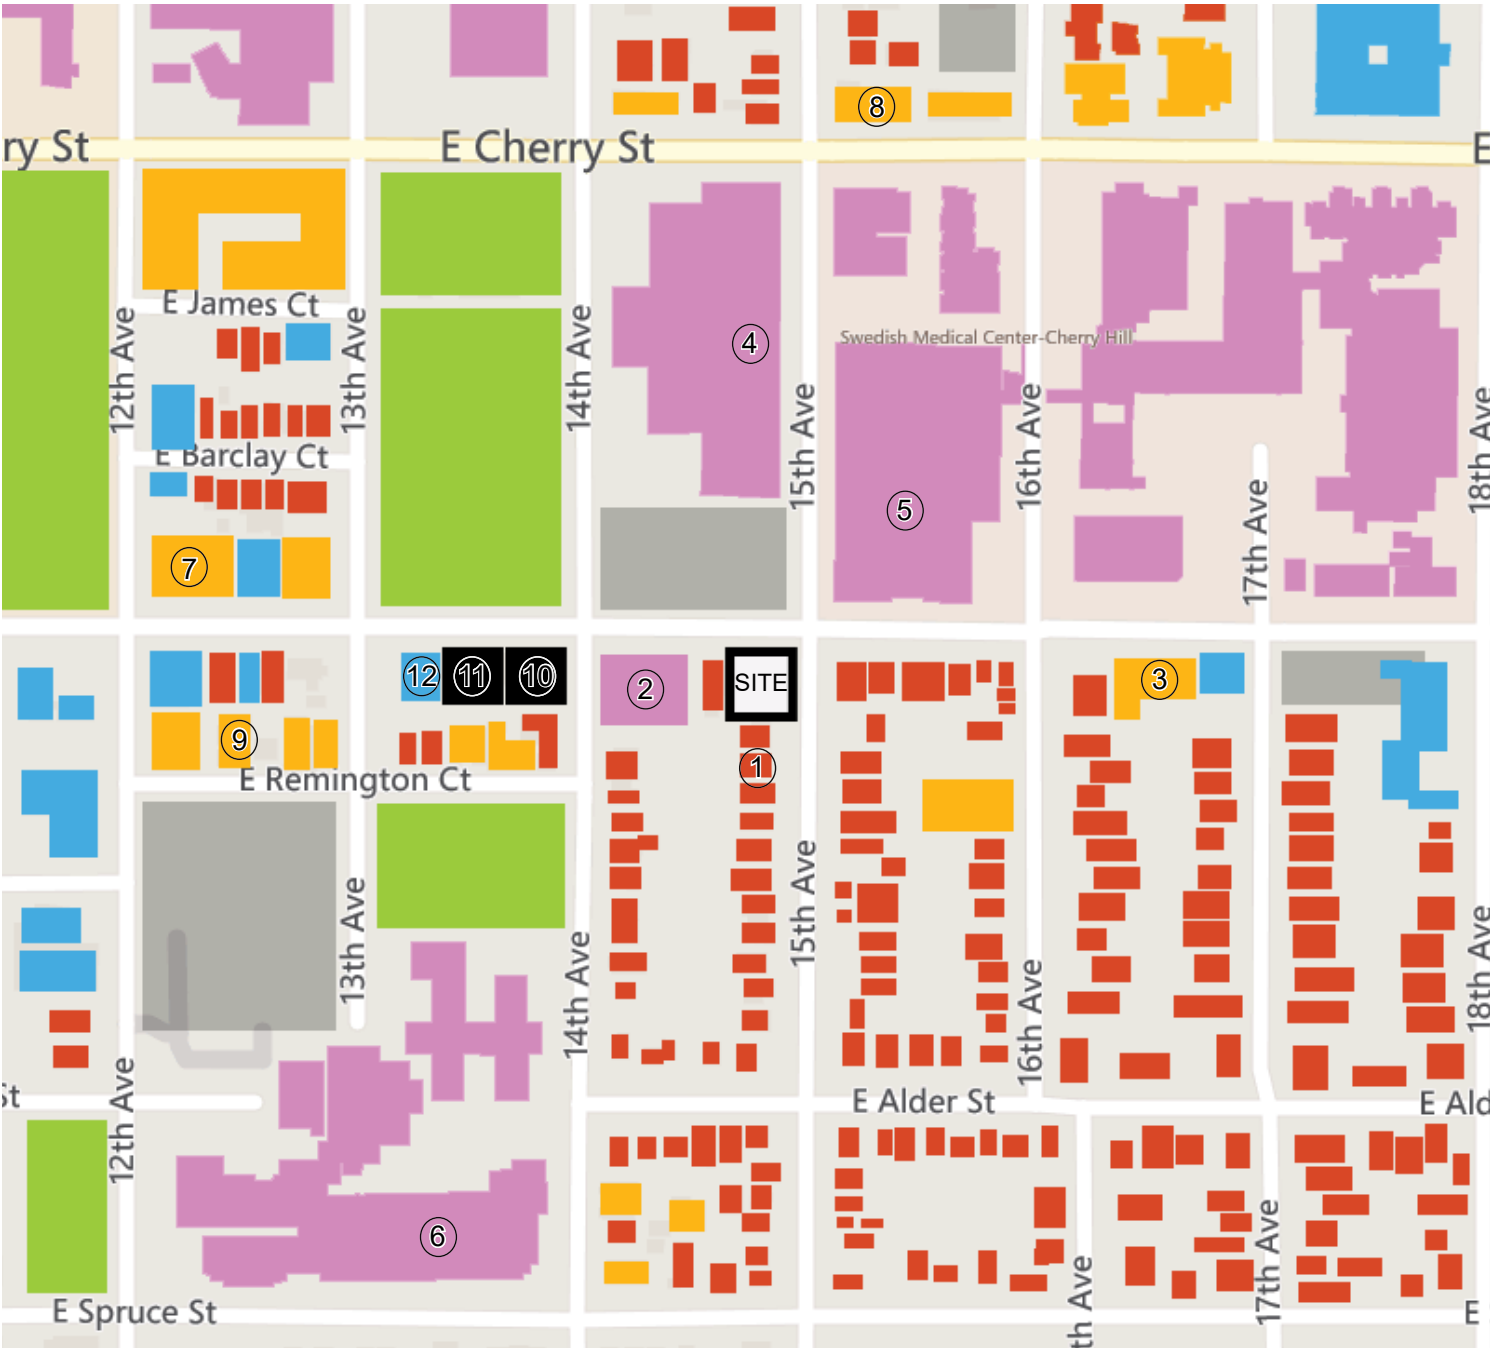 8
ry St
E Cherry St
E
E James Ct
12th Ave
13th Ave
14th Ave
4
Swedish Medical Center-Cherry Hill
15th Ave
16th Ave
18th Ave
E Barclay Ct
5
17th Ave
7
12
11
10
2
SITE
3
9
1
E Remington Ct
13th Ave
14th Ave
15th Ave
16th Ave
18th Ave
St
12th Ave
E Alder St
E Ald
6
17th Ave
th Ave
E Spruce St
E